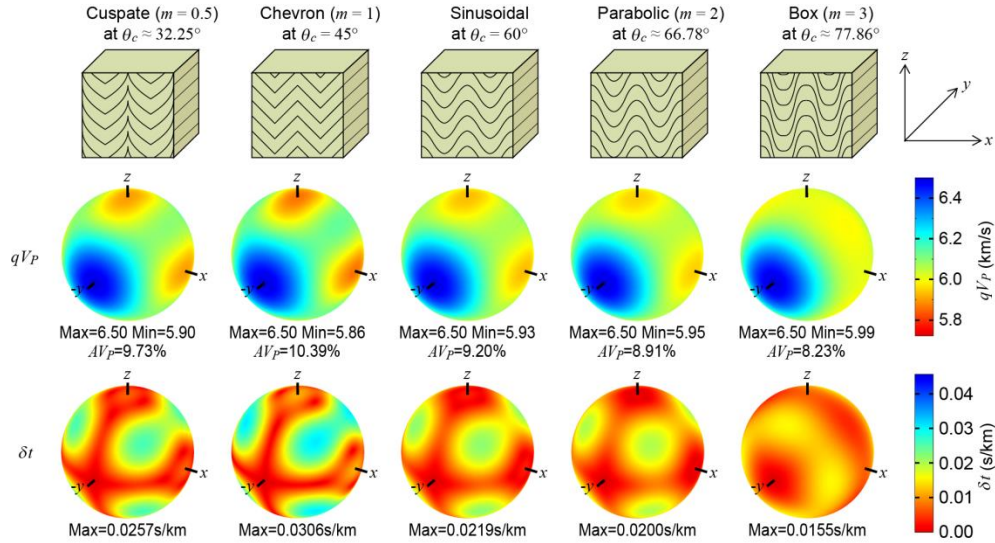 Cuspate (m = 0.5) at θc ≈ 32.25°
Chevron (m = 1) at θc = 45°
Sinusoidal at θc = 60°
Parabolic (m = 2) at θc ≈ 66.78°
Box (m = 3) at θc ≈ 77.86°
z
y
x
qVP
z
x
-y
Max=6.50 Min=5.90
AVP=9.73%
z
x
-y
Max=6.50 Min=5.86
AVP=10.39%
z
x
-y
Max=6.50 Min=5.93
AVP=9.20%
z
x
-y
Max=6.50 Min=5.95
AVP=8.91%
z
x
-y
Max=6.50 Min=5.99
AVP=8.23%
6.4
6.2
6.0
5.8
qVP (km/s)
δt
z
x
-y
Max=0.0257s/km
z
x
-y
Max=0.0306s/km
z
x
-y
Max=0.0219s/km
z
x
-y
Max=0.0200s/km
z
x
-y
Max=0.0155s/km
0.04
0.03
0.02
0.01
0.00
δt (s/km)